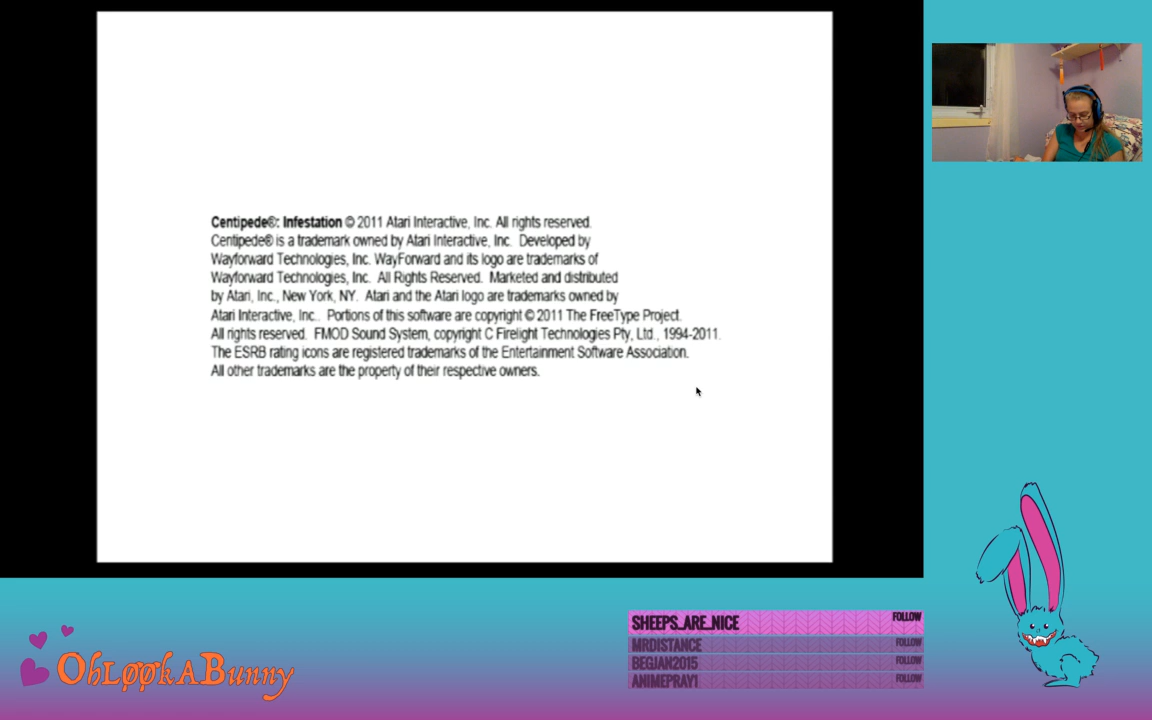 Centipede®: Infestation © 2011 Atari Interactive, Inc. All rights reserved.
Centipede® is a trademark owned by Atari Interactive, Inc. Developed by
Wayforward Technologies, Inc. WayForward and its logo are trademarks of
Wayforward Technologies, Inc. All Rights Reserved. Marketed and distributed
by Atari, Inc., New York, NY. Atari and the Atari logo are trademarks owned by
Atari Interactive, Inc.. Portions of this software are copyright © 2011 The FreeType Project.
All rights reserved. FMOD Sound System, copyright C Firelight Technologies Pty, Ltd., 1994-2011.
The ESRB rating icons are registered trademarks of the Entertainment Software Association.
All other trademarks are the property of their respective owners.
SHEEPS_ARE_NICE FOLLOW
MRDISTANCE FOLLOW
BEGJAN2015 FOLLOW
ANIMEPRAY1 FOLLOW
OhLookABunny